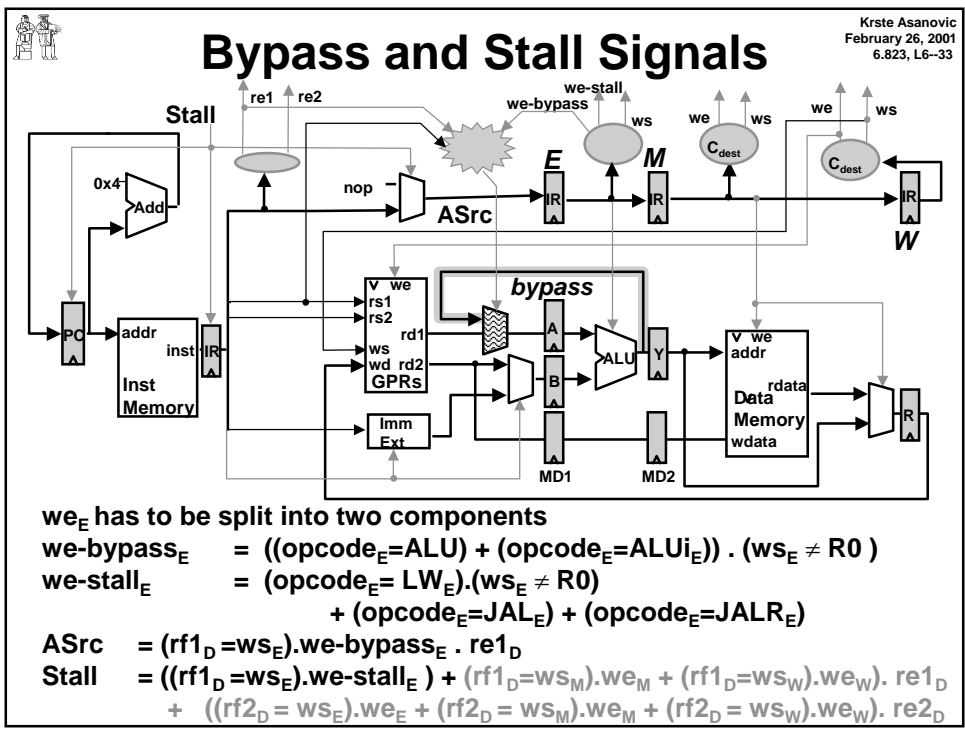 Krste Asanovic
February 26, 2001
6.823, L6--33
Bypass and Stall Signals
re1 re2
we-stall
we-bypass
Stall
ws
we ws
we ws
C_dest
C_dest
E M
0x4
Add
nop
ASrc
IR IR IR
W
bypass
we
rs1
rs2
rd1
ws
wd rd2
GPRs
PC
addr
inst
IR
Inst
Memory
A
B
ALU
Y
we
addr
rdata
Data
Memory
wdata
R
Imm
Ext
MD1 MD2
we_E has to be split into two components
we-bypass_E = ((opcode_E=ALU) + (opcode_E=ALUi_E)) . (ws_E ≠ R0 )
we-stall_E = (opcode_E= LW_E).(ws_E ≠ R0)
+ (opcode_E=JAL_E) + (opcode_E=JALR_E)
ASrc = (rf1_D =ws_E).we-bypass_E . re1_D
Stall = ((rf1_D =ws_E).we-stall_E ) + (rf1_D=ws_M).we_M + (rf1_D=ws_W).we_W). re1_D
+ ((rf2_D = ws_E).we_E + (rf2_D = ws_M).we_M + (rf2_D = ws_W).we_W). re2_D